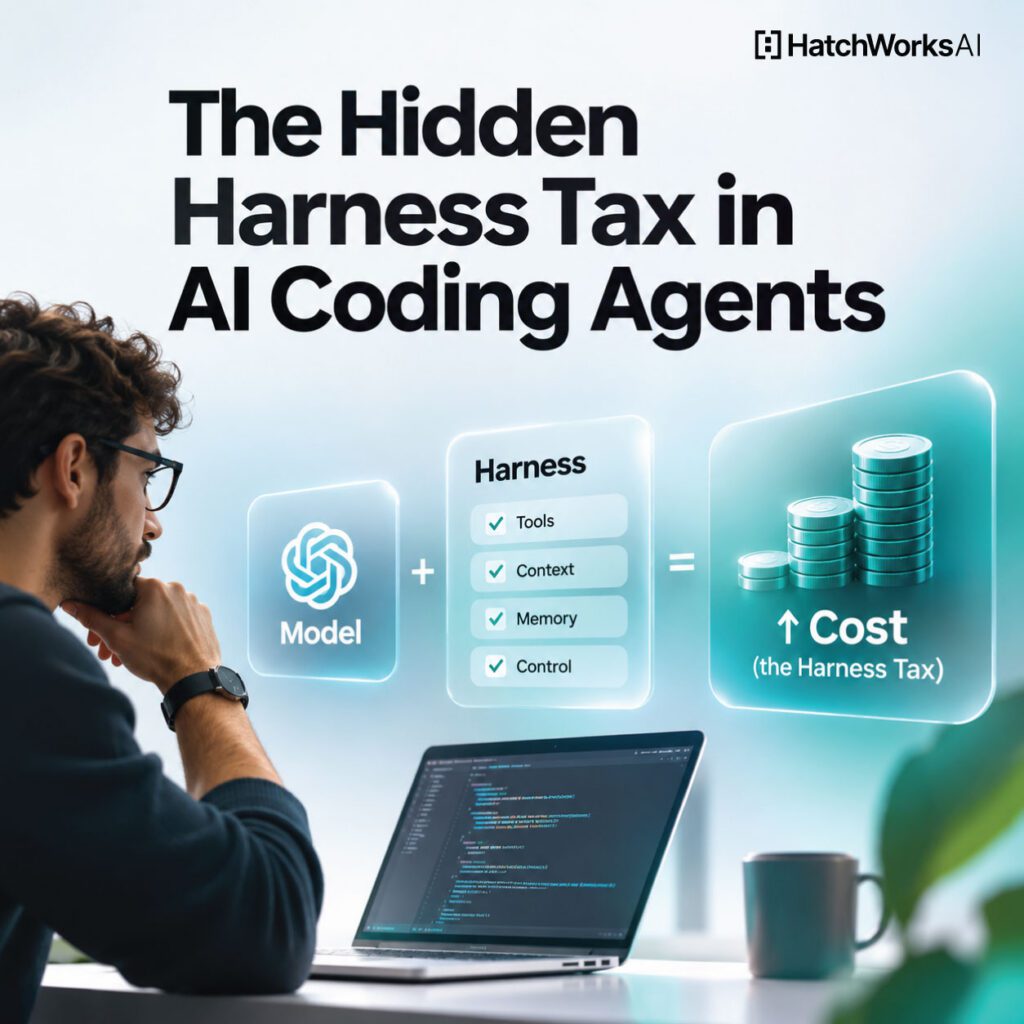 HatchWorksAI
The Hidden
Harness Tax in
AI Coding Agents
Model
+
Harness
Tools
Context
Memory
Control
=
↑ Cost
(the Harness Tax)